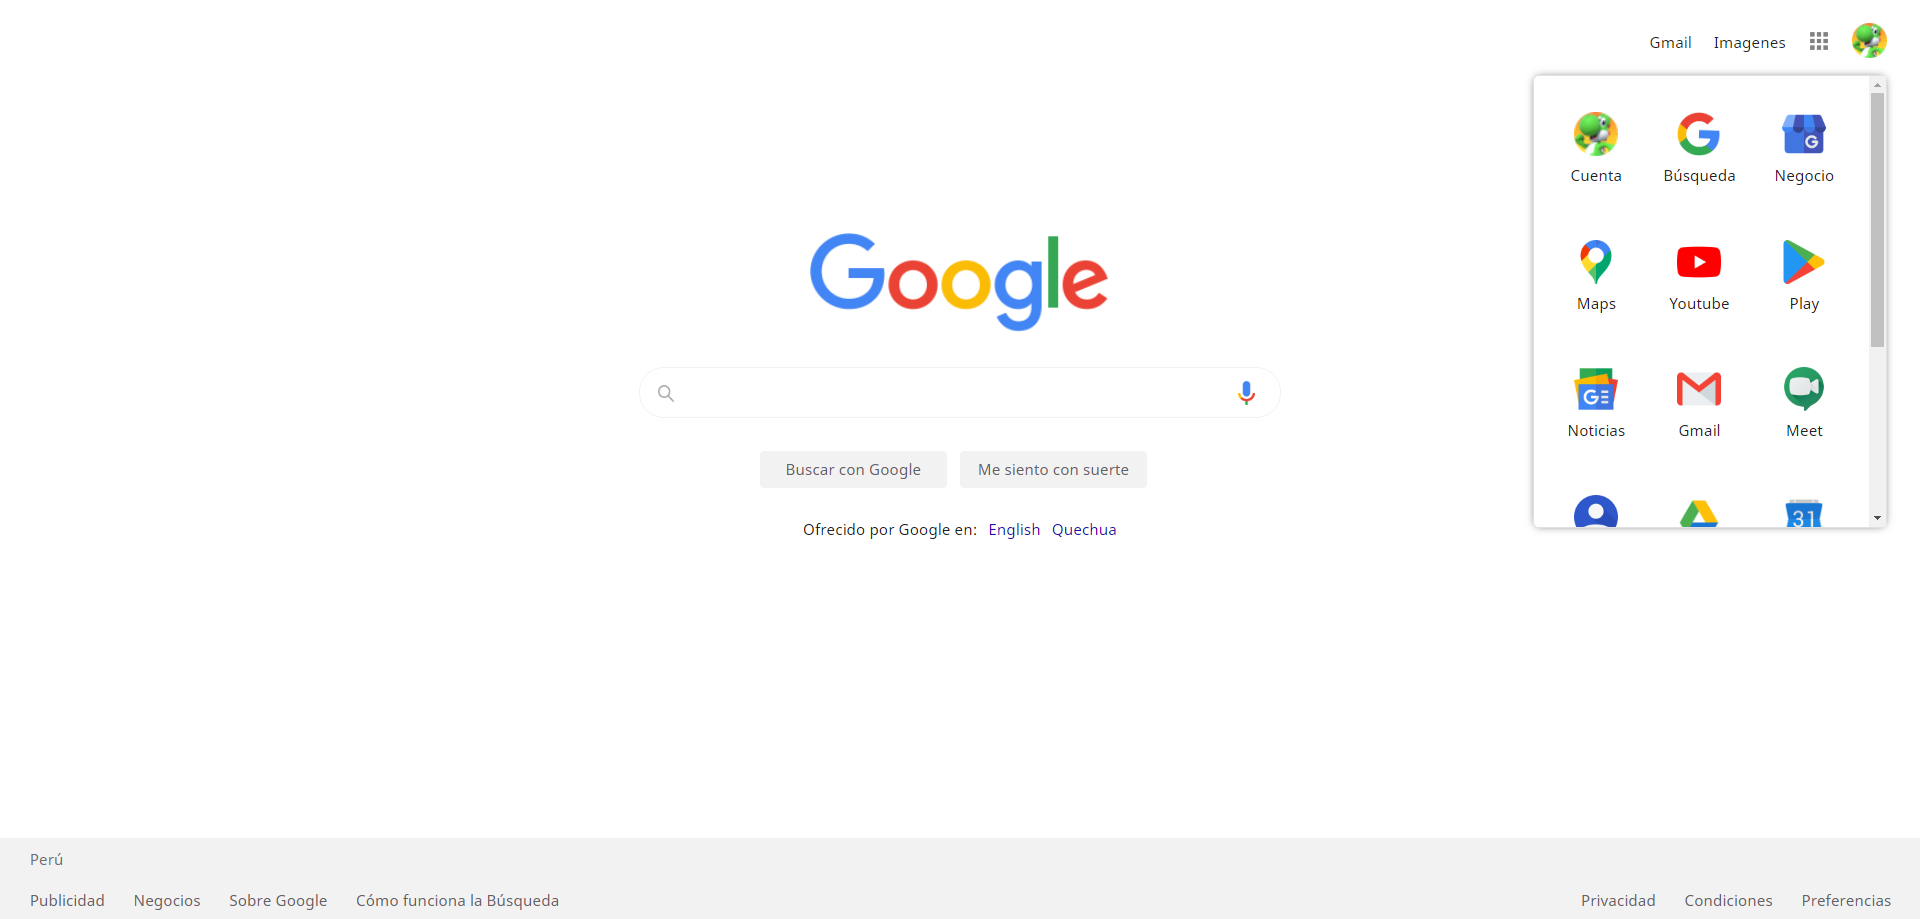 Gmail Imagenes
Cuenta Búsqueda Negocio
Maps Youtube Play
Noticias Gmail Meet
31
Google
Buscar con Google Me siento con suerte
Ofrecido por Google en: English Quechua
Perú
Publicidad Negocios Sobre Google Cómo funciona la Búsqueda Privacidad Condiciones Preferencias